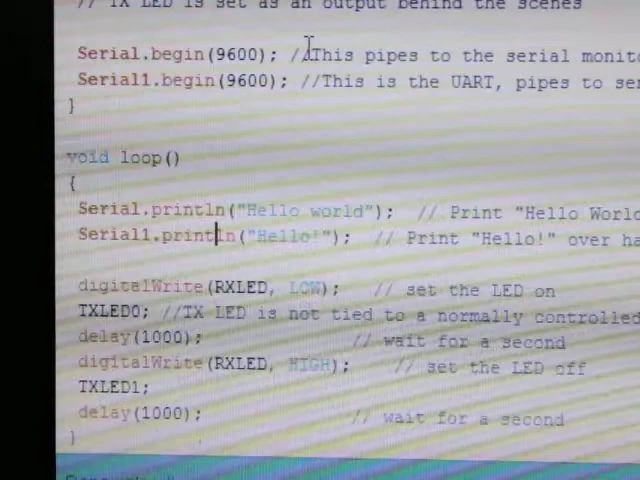 // TX LED is set as an output behind the scenes
Serial.begin(9600); //This pipes to the serial monito
Serial1.begin(9600); //This is the UART, pipes to se
}
void loop()
{
Serial.println("Hello world"); // Print "Hello World
Serial1.println("Hello!"); // Print "Hello!" over ha
digitalWrite(RXLED, LOW); // set the LED on
TXLED0; //TX LED is not tied to a normally controlled
delay(1000); // wait for a second
digitalWrite(RXLED, HIGH); // set the LED off
TXLED1;
delay(1000); // wait for a second
}